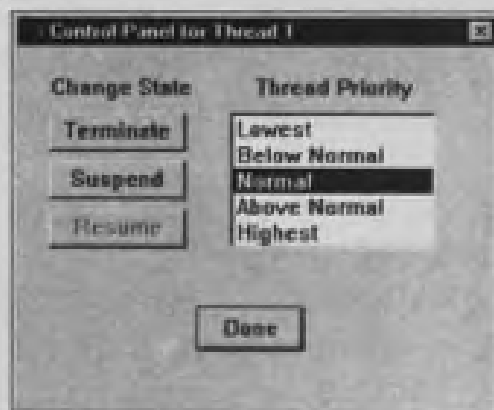 Control Panel for Thread 1
Change State
Thread Priority
Terminate
Suspend
Resume
Lowest
Below Normal
Normal
Above Normal
Highest
Done